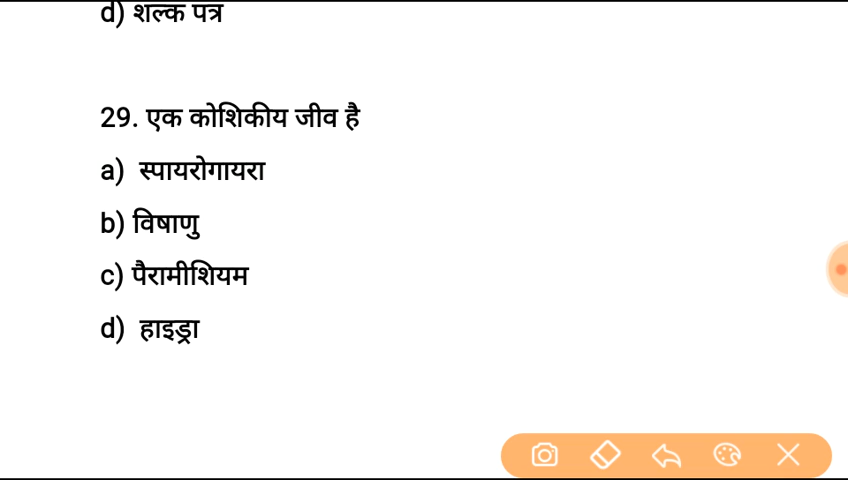 d) शल्क पत्र
29. एक कोशिकीय जीव है
a) स्पायरोगायरा
b) विषाणु
c) पैरामीशियम
d) हाइड्रा